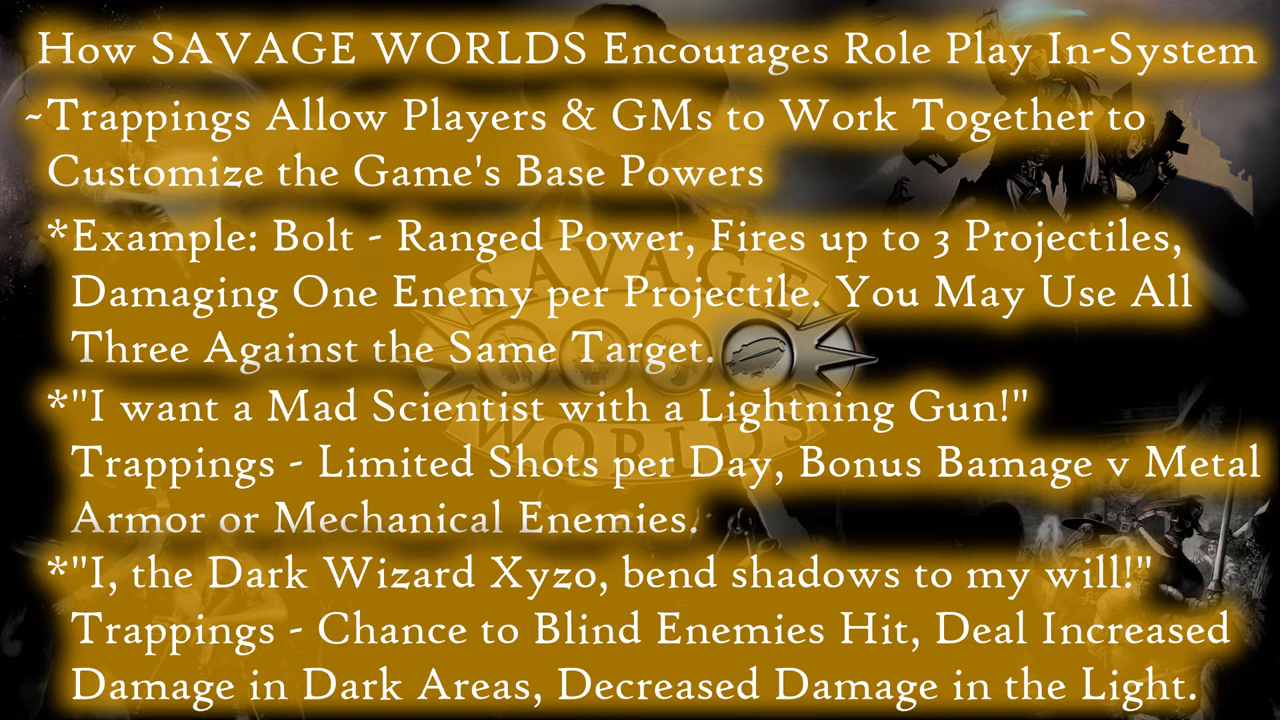 How SAVAGE WORLDS Encourages Role Play In-System
~Trappings Allow Players & GMs to Work Together to
Customize the Game's Base Powers
*Example: Bolt - Ranged Power, Fires up to 3 Projectiles,
Damaging One Enemy per Projectile. You May Use All
Three Against the Same Target.
*"I want a Mad Scientist with a Lightning Gun!"
Trappings - Limited Shots per Day, Bonus Bamage v Metal
Armor or Mechanical Enemies.
*"I, the Dark Wizard Xyzo, bend shadows to my will!"
Trappings - Chance to Blind Enemies Hit, Deal Increased
Damage in Dark Areas, Decreased Damage in the Light.
SAVAGE
WORLDS